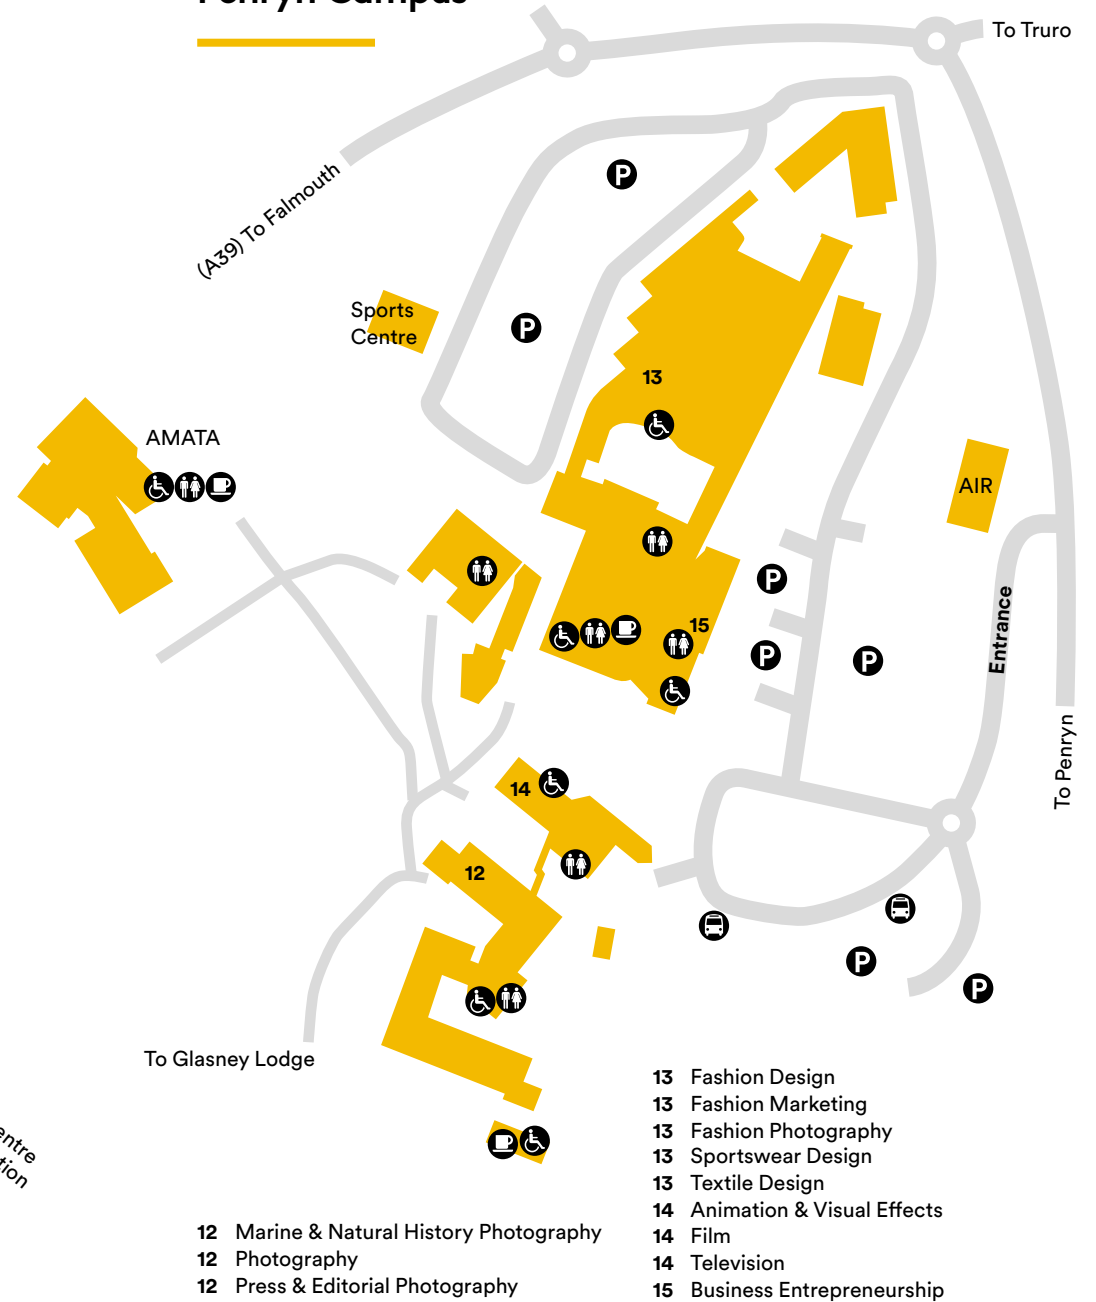 Penryn Campus
To Truro
(A39) To Falmouth
P
Sports
Centre
P
13
AMATA
AIR
P
15
P
P
Entrance
To Penryn
14
12
P
P
To Glasney Lodge
13 Fashion Design
13 Fashion Marketing
13 Fashion Photography
13 Sportswear Design
13 Textile Design
14 Animation & Visual Effects
14 Film
14 Television
15 Business Entrepreneurship
12 Marine & Natural History Photography
12 Photography
12 Press & Editorial Photography